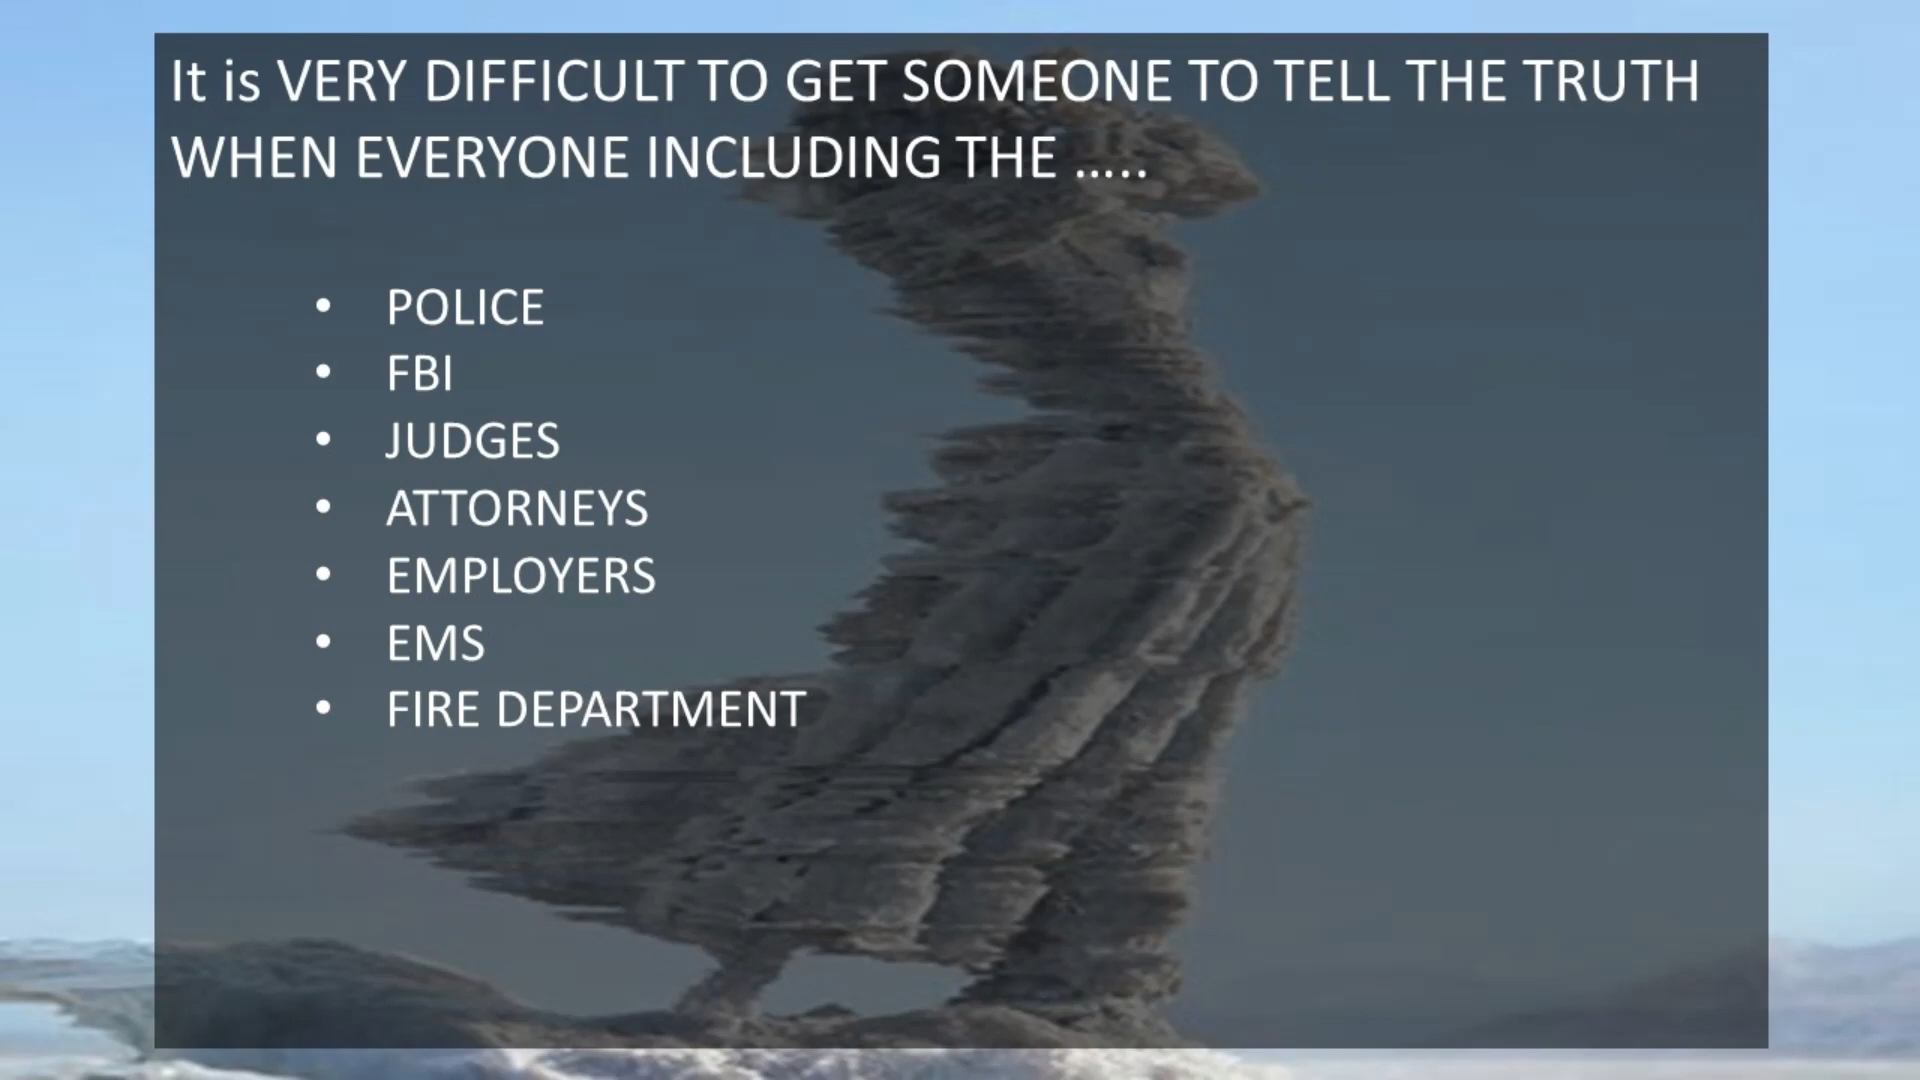 It is VERY DIFFICULT TO GET SOMEONE TO TELL THE TRUTH
WHEN EVERYONE INCLUDING THE .....
• POLICE
• FBI
• JUDGES
• ATTORNEYS
• EMPLOYERS
• EMS
• FIRE DEPARTMENT